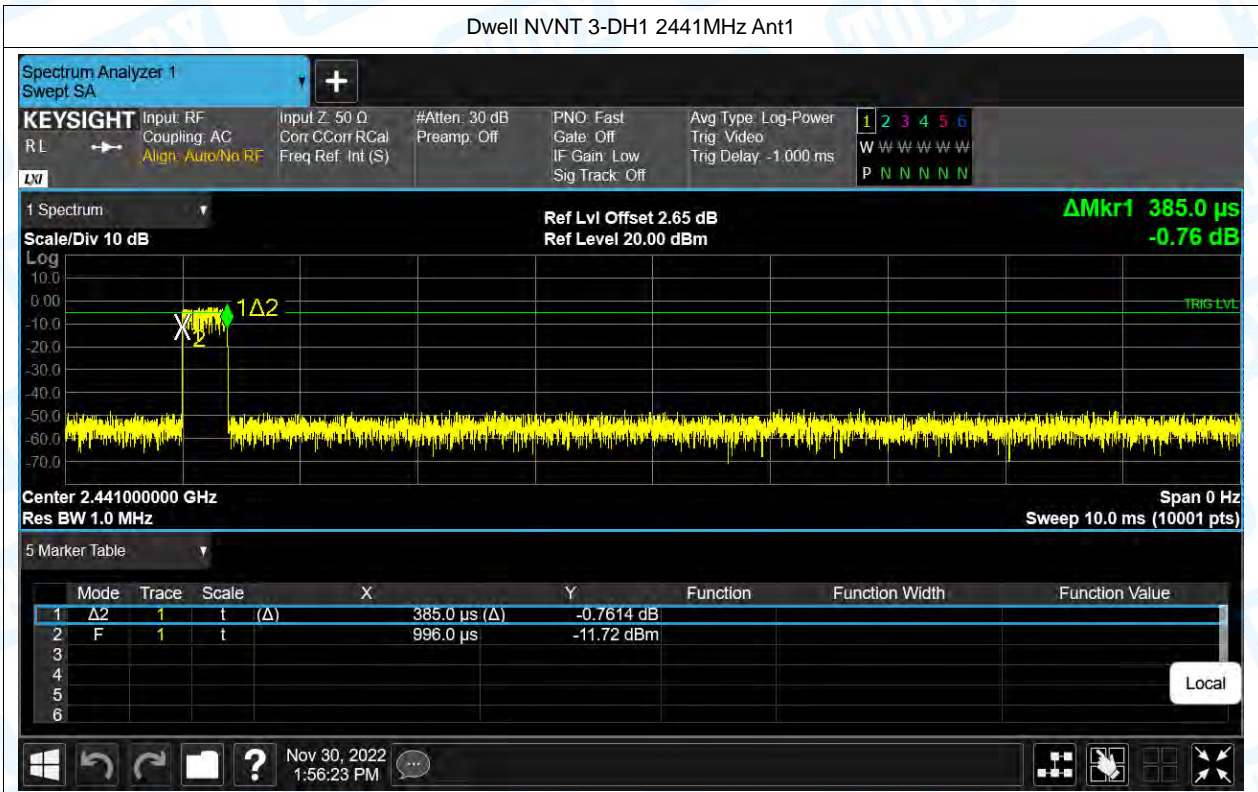 Dwell NVNT 3-DH1 2441MHz Ant1
Spectrum Analyzer 1
Swept SA
+
KEYSIGHT Input: RF Input Z: 50 Ω #Atten: 30 dB PNO: Fast Avg Type: Log-Power 1 2 3 4 5 6
RL Coupling: AC Corr CCorr RCal Preamp: Off Gate: Off Trig: Video W W W W W W
Align: Auto/No RF Freq Ref: Int (S) IF Gain: Low Trig Delay: -1.000 ms
LXI Sig Track: Off P N N N N N
1 Spectrum Ref Lvl Offset 2.65 dB ΔMkr1 385.0 µs
Scale/Div 10 dB Ref Level 20.00 dBm -0.76 dB
Log
10.0
0.00 1Δ2 TRIG LVL
-10.0 X2
-20.0
-30.0
-40.0
-50.0
-60.0
-70.0
Center 2.441000000 GHz Span 0 Hz
Res BW 1.0 MHz Sweep 10.0 ms (10001 pts)
5 Marker Table
Mode Trace Scale X Y Function Function Width Function Value
1 Δ2 1 t (Δ) 385.0 µs (Δ) -0.7614 dB
2 F 1 t 996.0 µs -11.72 dBm
3
4
5
6
Local
? Nov 30, 2022
1:56:23 PM